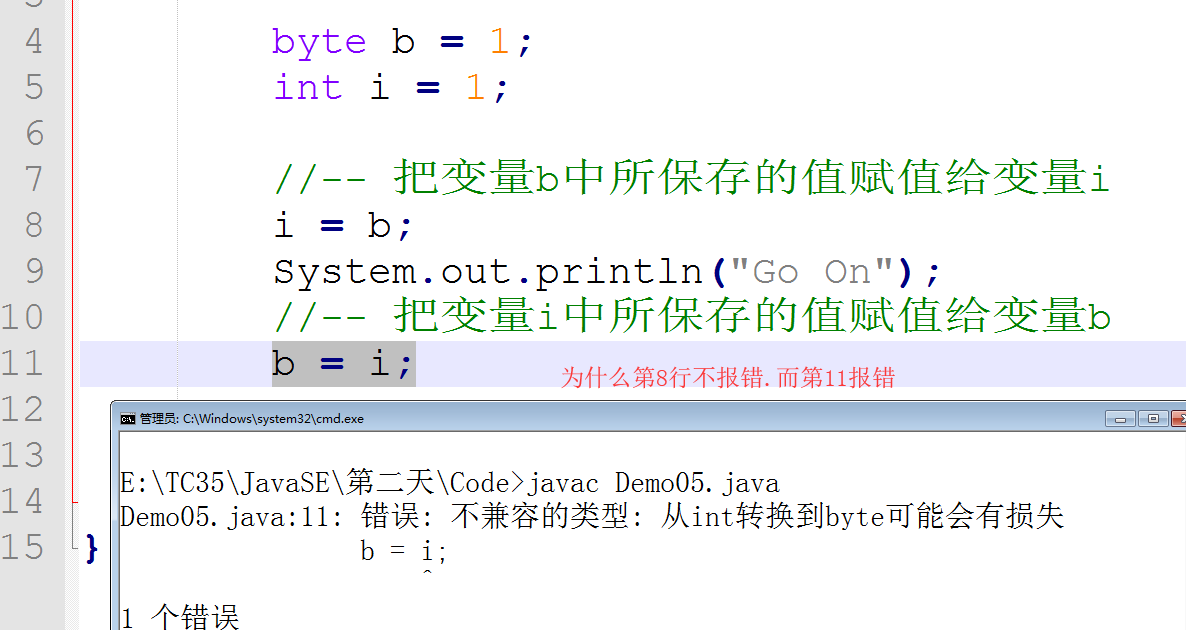 4 byte b = 1;
5 int i = 1;
6
7 //-- 把变量b中所保存的值赋值给变量i
8 i = b;
9 System.out.println("Go On");
10 //-- 把变量i中所保存的值赋值给变量b
11 b = i;
为什么第8行不报错.而第11报错
12
管理员: C:\Windows\system32\cmd.exe
13
E:\TC35\JavaSE\第二天\Code>javac Demo05.java
14
Demo05.java:11: 错误: 不兼容的类型: 从int转换到byte可能会有损失
15 }
b = i;
^
1 个错误